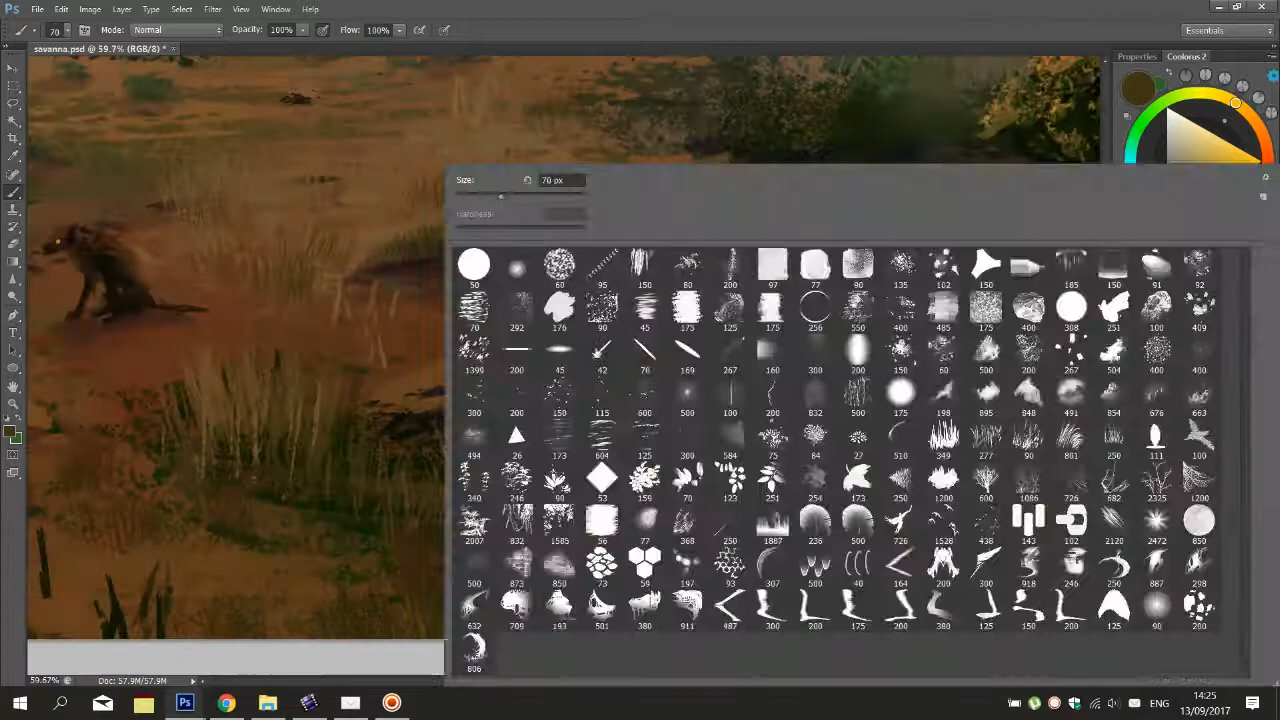 Ps File Edit Image Layer Type Select Filter View Window Help
70 Mode: Normal Opacity: 100% Flow: 100% Essentials
savanna.psd @ 59.7% (RGB/8) * ×
Properties Coolorus 2
Size: 70 px
Hardness:
50 60 95 150 80 200 97 77 90 135 102 150 185 150 91 92
70 292 176 90 45 175 125 175 256 550 400 485 175 400 308 251 100 409
1399 200 45 42 78 169 267 160 300 200 150 60 500 200 267 504 400 400
300 200 150 115 600 500 100 200 832 500 175 198 895 848 491 854 676 663
494 26 173 604 125 300 584 75 84 27 510 349 277 90 801 250 111 100
340 246 90 53 159 70 123 251 254 173 250 1200 600 1086 726 682 2325 1200
2007 832 1585 56 77 368 250 1887 236 500 726 1528 438 143 102 2120 2472 850
500 873 850 73 59 197 93 307 580 40 164 200 300 918 246 250 887 298
632 709 193 501 380 911 487 300 200 175 200 380 125 150 200 125 90 200
806
59.67% Doc: 57.9M/57.9M
Ps ENG 14:25
13/09/2017